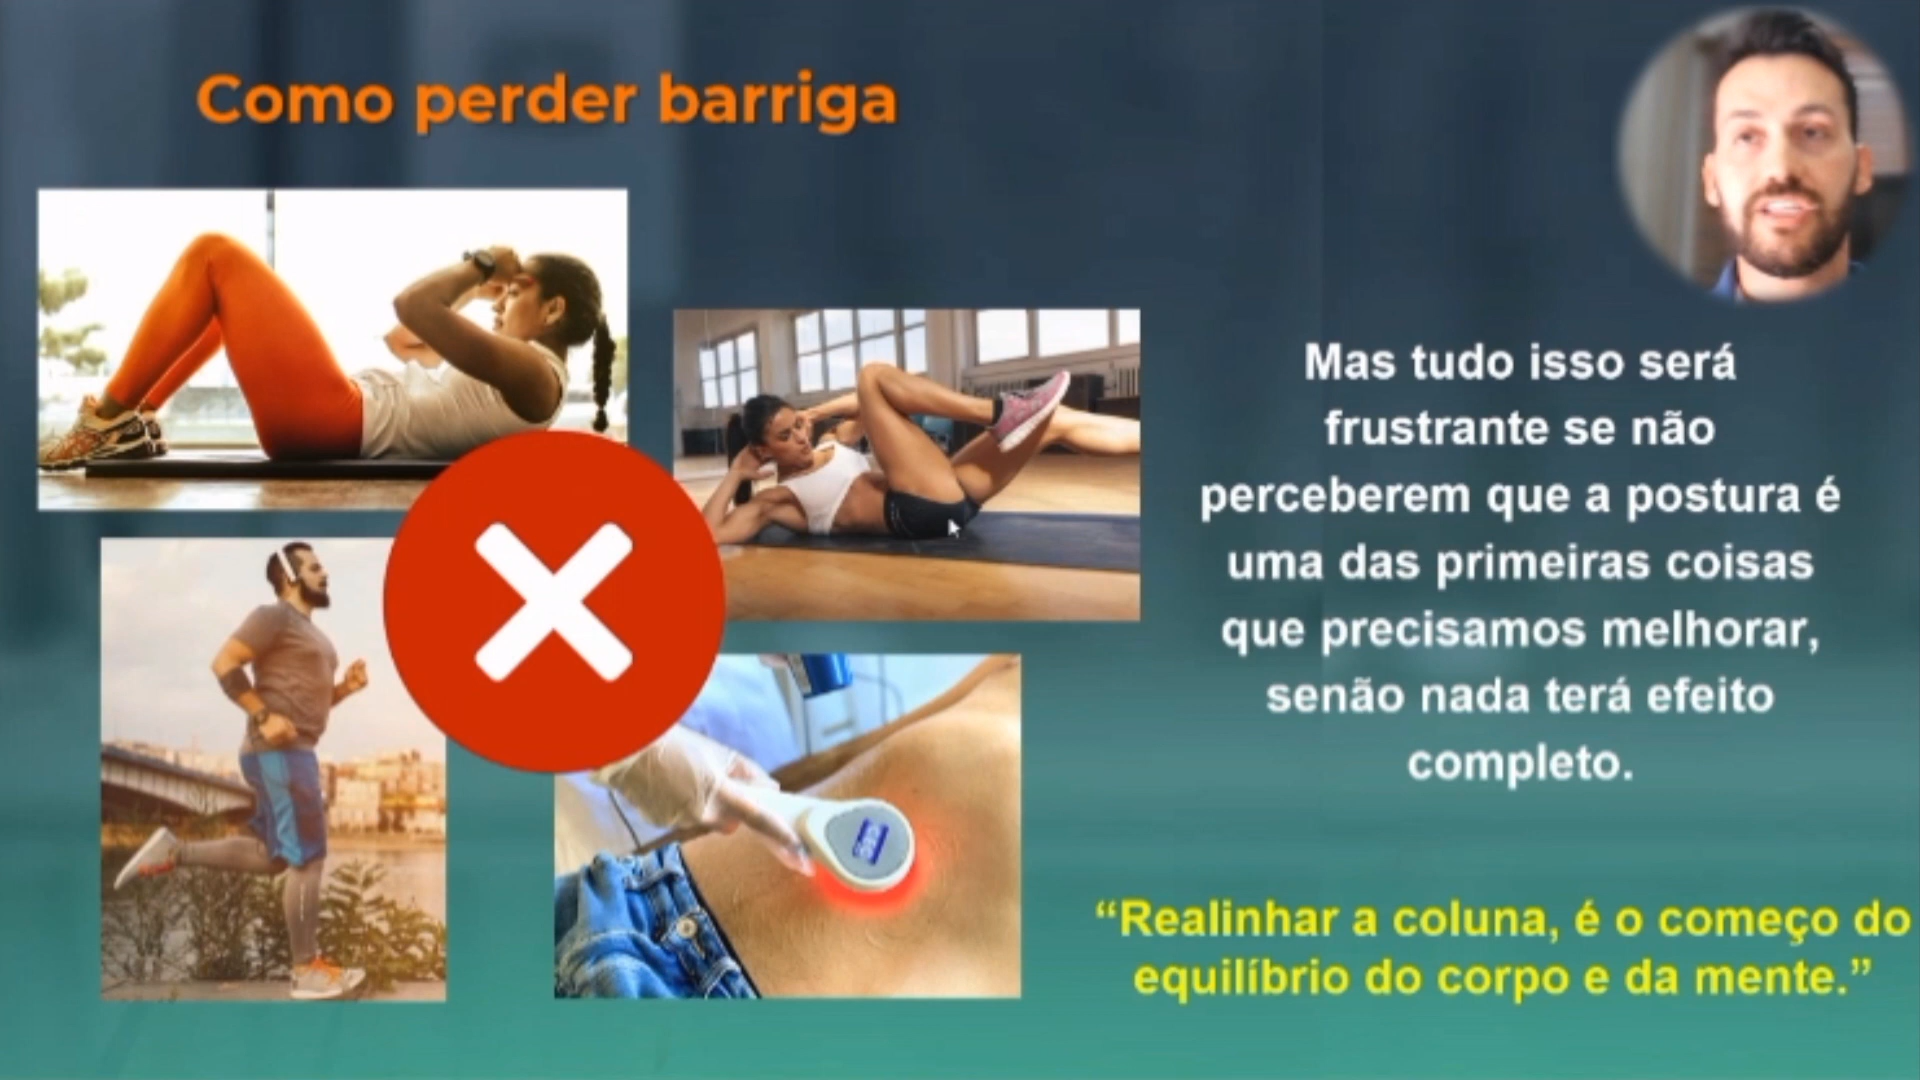 Como perder barriga
Mas tudo isso será
frustrante se não
perceberem que a postura é
uma das primeiras coisas
que precisamos melhorar,
senão nada terá efeito
completo.
“Realinhar a coluna, é o começo do
equilíbrio do corpo e da mente.”